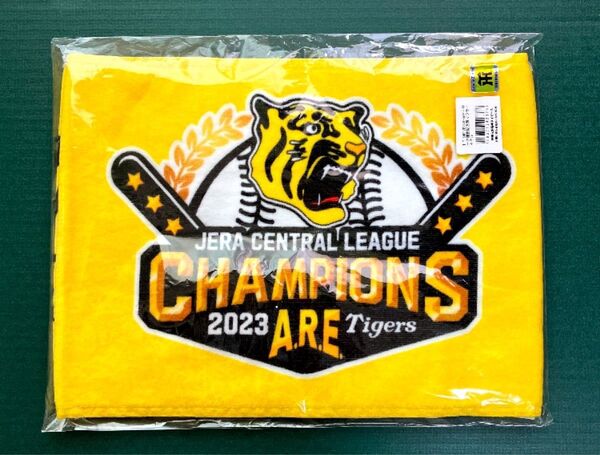 JERA CENTRAL LEAGUE
CHAMPIONS
2023 A.R.E. Tigers